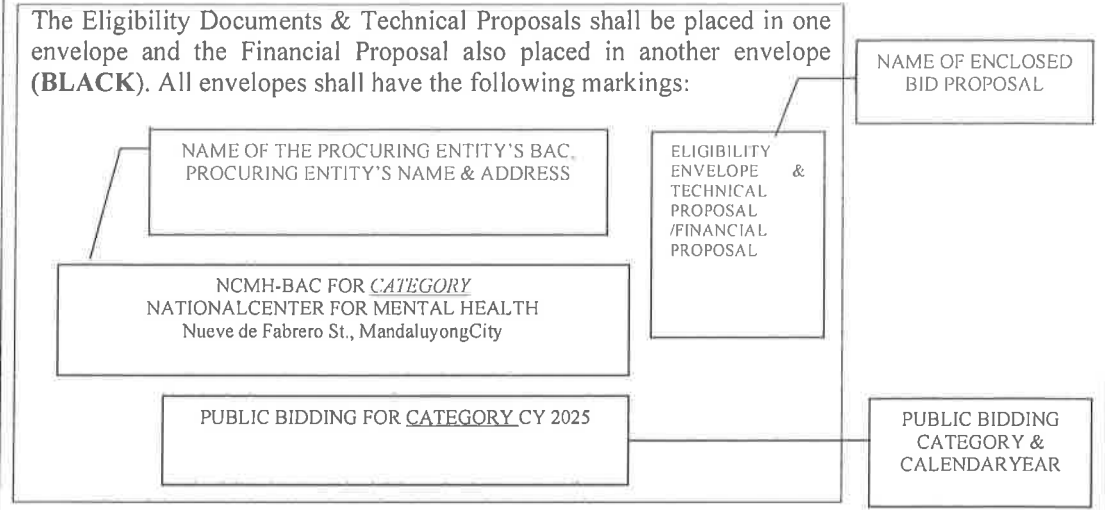 The Eligibility Documents & Technical Proposals shall be placed in one
envelope and the Financial Proposal also placed in another envelope
(BLACK). All envelopes shall have the following markings:
NAME OF ENCLOSED
BID PROPOSAL
NAME OF THE PROCURING ENTITY'S BAC,
PROCURING ENTITY'S NAME & ADDRESS
ELIGIBILITY
ENVELOPE &
TECHNICAL
PROPOSAL
/FINANCIAL
PROPOSAL
NCMH-BAC FOR CATEGORY
NATIONALCENTER FOR MENTAL HEALTH
Nueve de Fabrero St., MandaluyongCity
PUBLIC BIDDING FOR CATEGORY CY 2025
PUBLIC BIDDING
CATEGORY &
CALENDARYEAR